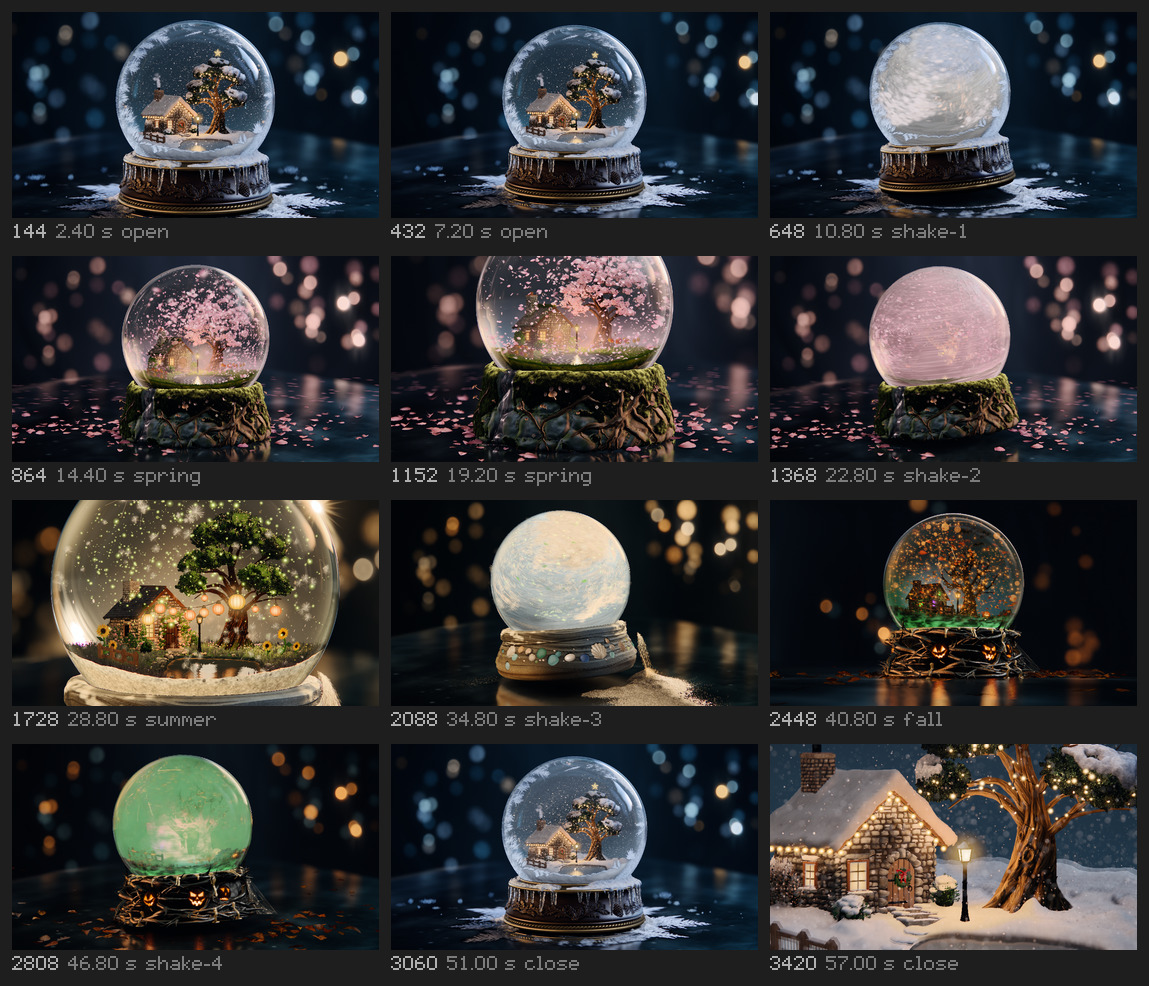 144 2.40 s open
432 7.20 s open
648 10.80 s shake-1
864 14.40 s spring
1152 19.20 s spring
1368 22.80 s shake-2
1728 28.80 s summer
2088 34.80 s shake-3
2448 40.80 s fall
2808 46.80 s shake-4
3060 51.00 s close
3420 57.00 s close